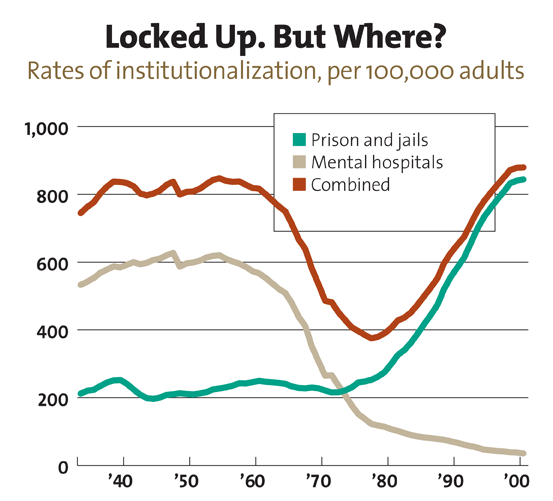 Locked Up. But Where?
Rates of institutionalization, per 100,000 adults
1,000
Prison and jails
Mental hospitals
Combined
800
600
400
200
0
'40 '50 '60 '70 '80 '90 '00